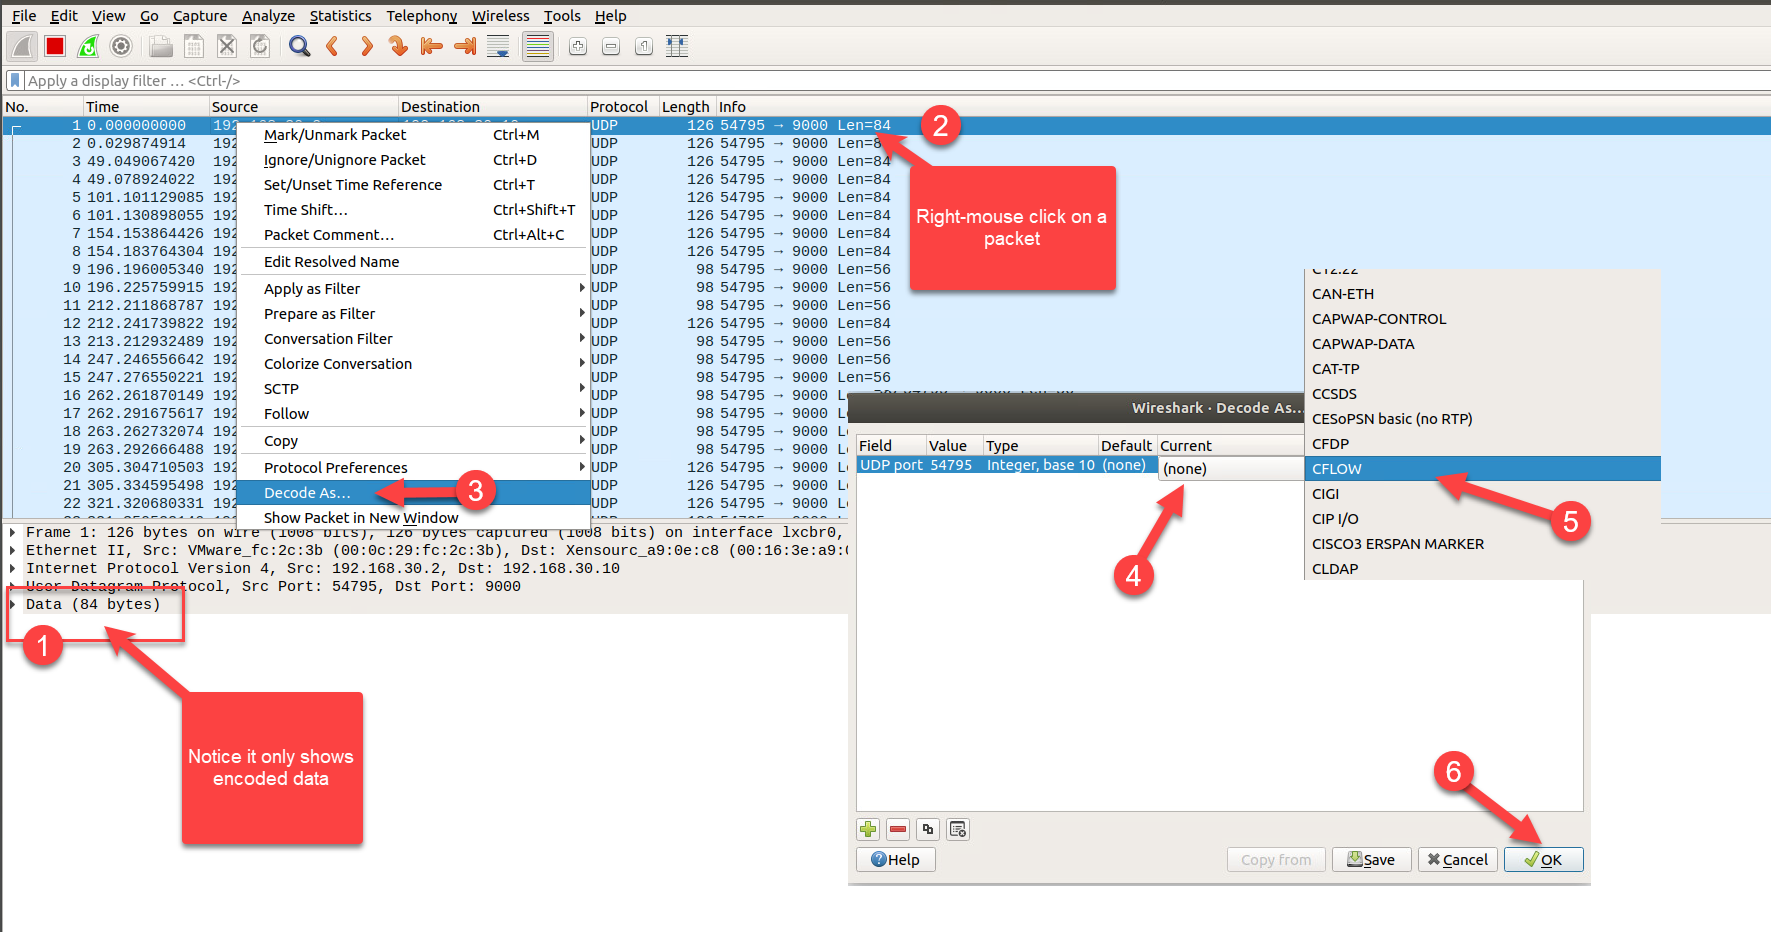 File Edit View Go Capture Analyze Statistics Telephony Wireless Tools Help
Apply a display filter … <Ctrl-/>
No. Time Source Destination Protocol Length Info
1 0.000000000 192 UDP 126 54795 → 9000 Len=84
2 0.029874914 192 UDP 126 54795 → 9000 Len=8
3 49.049067420 192 UDP 126 54795 → 9000 Len=84
4 49.078924022 192 UDP 126 54795 → 9000 Len=84
5 101.101129085 192 UDP 126 54795 → 9000 Len=84
6 101.130898055 192 UDP 126 54795 → 9000 Len=84
7 154.153864426 192 UDP 126 54795 → 9000 Len=84
8 154.183764304 192 UDP 126 54795 → 9000 Len=84
9 196.196005340 192 UDP 98 54795 → 9000 Len=56
10 196.225759915 192 UDP 98 54795 → 9000 Len=56
11 212.211868787 192 UDP 98 54795 → 9000 Len=56
12 212.241739822 192 UDP 126 54795 → 9000 Len=84
13 213.212932489 192 UDP 98 54795 → 9000 Len=56
14 247.246556642 192 UDP 98 54795 → 9000 Len=56
15 247.276550221 192 UDP 98 54795 → 9000 Len=56
16 262.261870149 192 UDP 98 54795 → 9000 L
17 262.291675617 192 UDP 98 54795 → 9000 L
18 263.262732074 192 UDP 98 54795 → 9000 L
19 263.292666488 192 UDP 98 54795 → 9000 L
20 305.304710503 192 UDP 126 54795 → 9000 L
21 305.334595498 192 UDP 126 54795 → 9000 L
22 321.320680331 192 UDP 126 54795 → 9000 L
Mark/Unmark Packet Ctrl+M
Ignore/Unignore Packet Ctrl+D
Set/Unset Time Reference Ctrl+T
Time Shift… Ctrl+Shift+T
Packet Comment… Ctrl+Alt+C
Edit Resolved Name
Apply as Filter
Prepare as Filter
Conversation Filter
Colorize Conversation
SCTP
Follow
Copy
Protocol Preferences
Decode As…
Show Packet in New Window
2
Right-mouse click on a
packet
3
Frame 1: 126 bytes on wire (1008 bits), 126 bytes captured (1008 bits) on interface lxcbr0,
Ethernet II, Src: VMware_fc:2c:3b (00:0c:29:fc:2c:3b), Dst: Xensourc_a9:0e:c8 (00:16:3e:a9:0
Internet Protocol Version 4, Src: 192.168.30.2, Dst: 192.168.30.10
User Datagram Protocol, Src Port: 54795, Dst Port: 9000
Data (84 bytes)
1
Notice it only shows
encoded data
Wireshark · Decode As…
Field Value Type Default Current
UDP port 54795 Integer, base 10 (none) (none)
CAN-ETH
CAPWAP-CONTROL
CAPWAP-DATA
CAT-TP
CCSDS
CESoPSN basic (no RTP)
CFDP
CFLOW
CIGI
CIP I/O
CISCO3 ERSPAN MARKER
CLDAP
4
5
6
Help Copy from Save Cancel OK